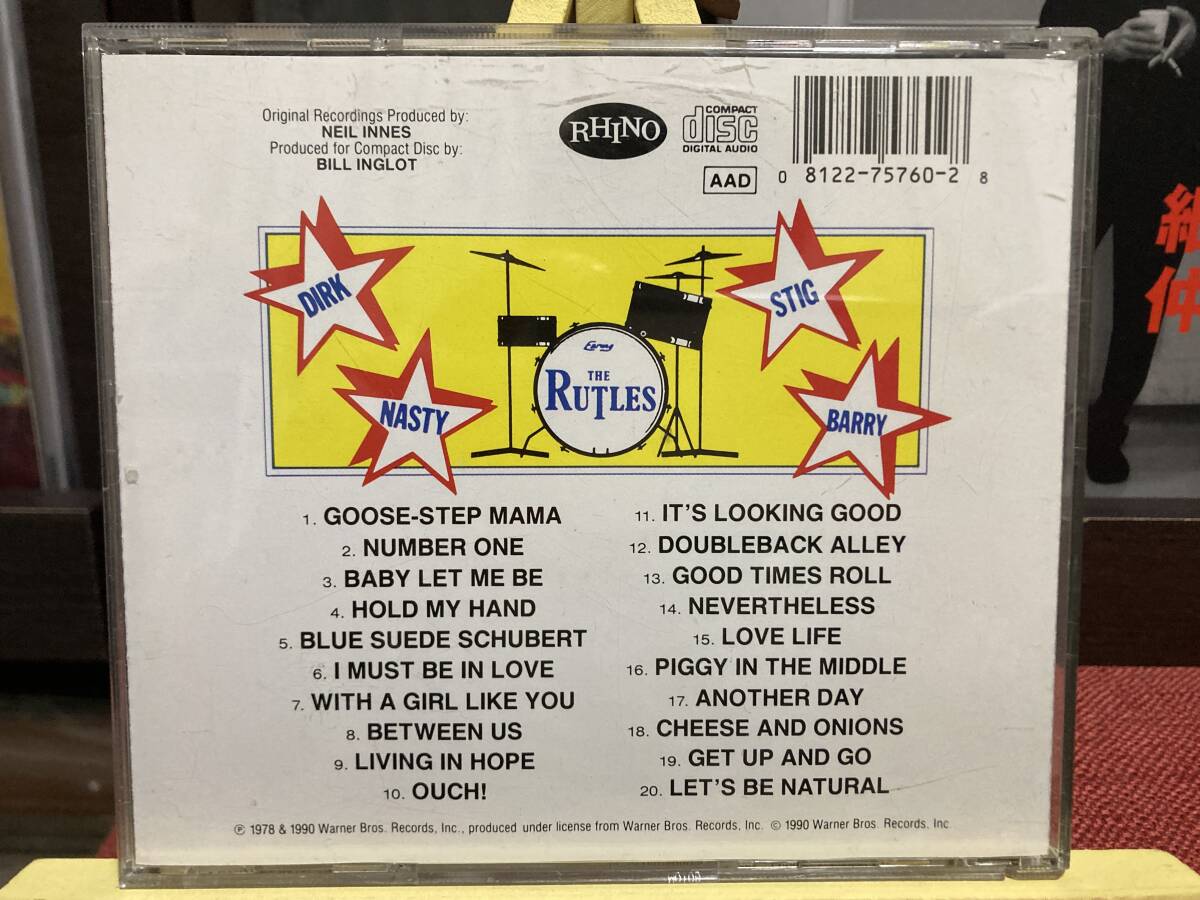 Original Recordings Produced by:
NEIL INNES
Produced for Compact Disc by:
BILL INGLOT
RHINO
COMPACT
disc
DIGITAL AUDIO
AAD
0 8122-75760-2 8
DIRK
NASTY
STIG
BARRY
THE
RUTLES
1. GOOSE-STEP MAMA
2. NUMBER ONE
3. BABY LET ME BE
4. HOLD MY HAND
5. BLUE SUEDE SCHUBERT
6. I MUST BE IN LOVE
7. WITH A GIRL LIKE YOU
8. BETWEEN US
9. LIVING IN HOPE
10. OUCH!
11. IT'S LOOKING GOOD
12. DOUBLEBACK ALLEY
13. GOOD TIMES ROLL
14. NEVERTHELESS
15. LOVE LIFE
16. PIGGY IN THE MIDDLE
17. ANOTHER DAY
18. CHEESE AND ONIONS
19. GET UP AND GO
20. LET'S BE NATURAL
℗ 1978 & 1990 Warner Bros. Records, Inc., produced under license from Warner Bros. Records, Inc. © 1990 Warner Bros. Records, Inc.